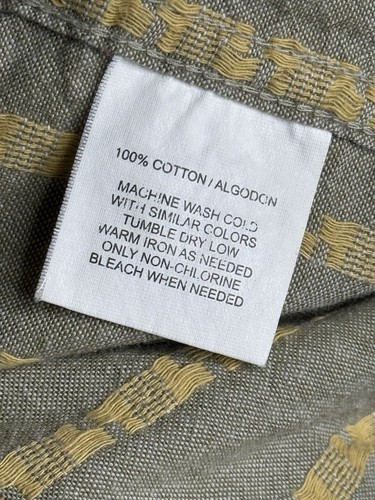 100% COTTON / ALGODON
MACHINE WASH COLD
WITH SIMILAR COLORS
TUMBLE DRY LOW
WARM IRON AS NEEDED
ONLY NON-CHLORINE
BLEACH WHEN NEEDED